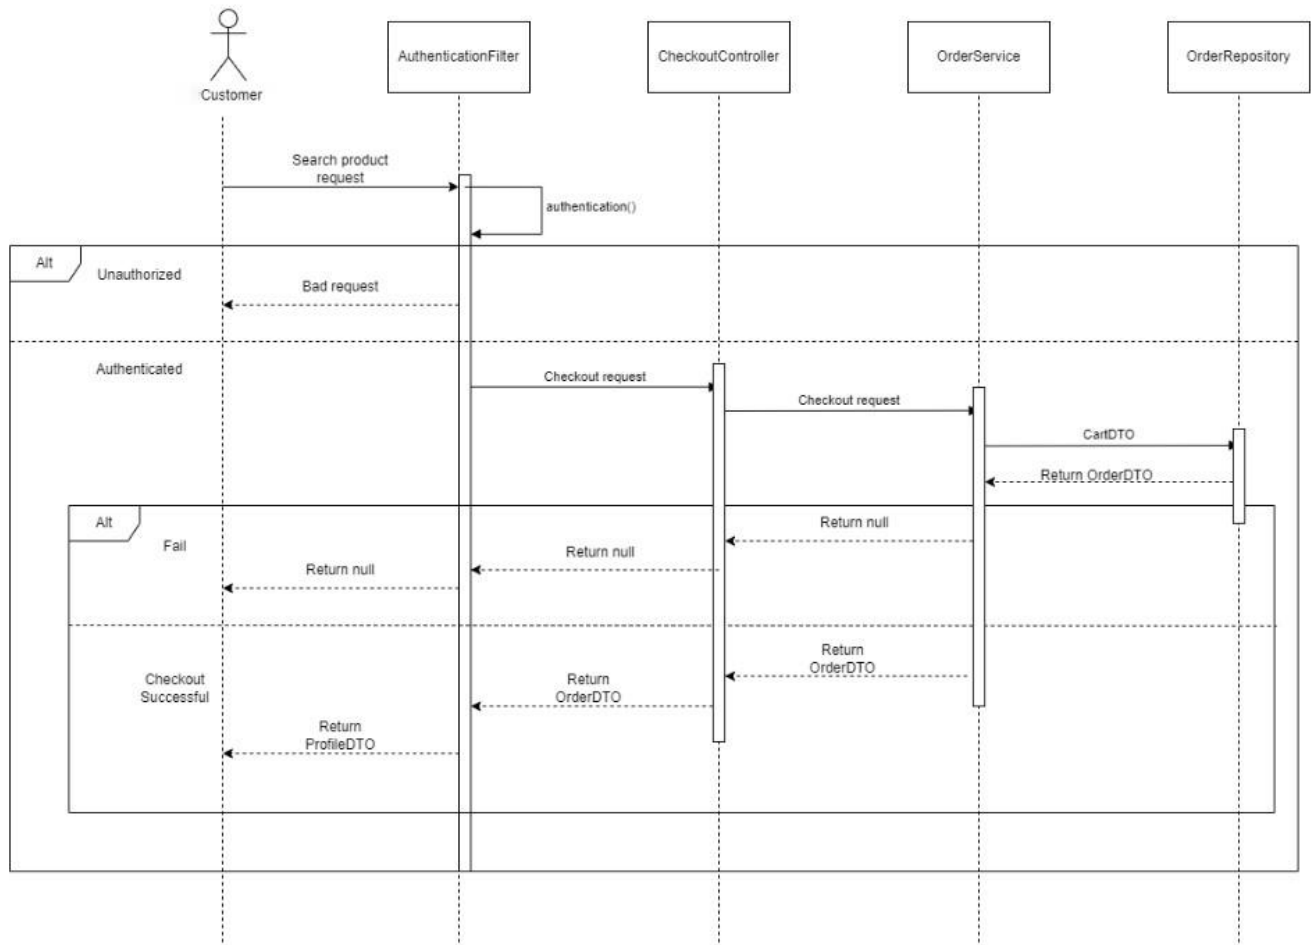 Customer
AuthenticationFilter
CheckoutController
OrderService
OrderRepository
Search product
request
authentication()
Alt
Unauthorized
Bad request
Authenticated
Checkout request
Checkout request
CartDTO
Return OrderDTO
Alt
Fail
Return null
Return null
Return null
Checkout
Successful
Return
OrderDTO
Return
OrderDTO
Return
ProfileDTO